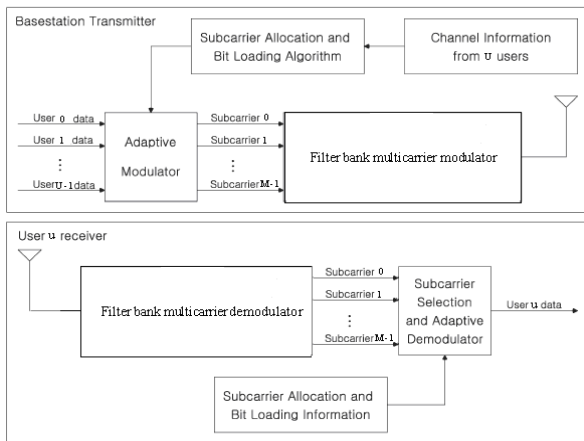 Basestation Transmitter
Subcarrier Allocation and
Bit Loading Algorithm
Channel Information
from U users
User 0 data
User 1 data
⋮
User U-1 data
Adaptive
Modulator
Subcarrier 0
Subcarrier 1
⋮
Subcarrier M-1
Filter bank multicarrier modulator
User u receiver
Filter bank multicarrier demodulator
Subcarrier 0
Subcarrier 1
⋮
Subcarrier M-1
Subcarrier
Selection
and Adaptive
Demodulator
User u data
Subcarrier Allocation and
Bit Loading Information